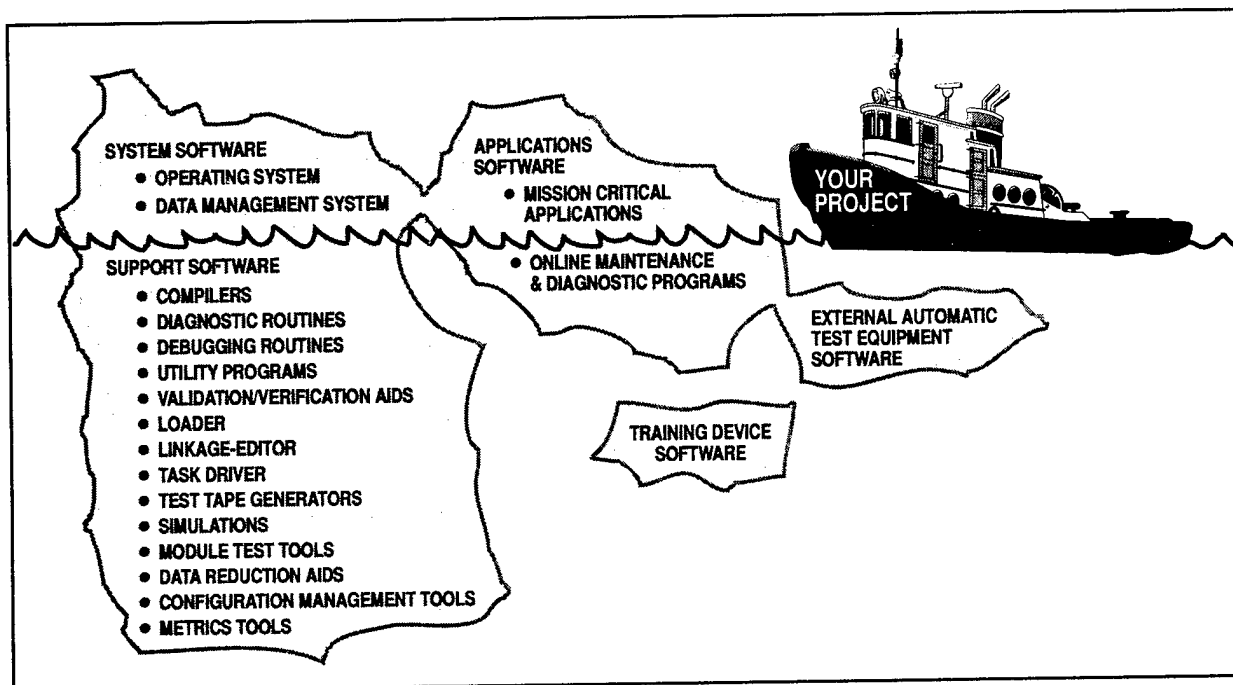 SYSTEM SOFTWARE
• OPERATING SYSTEM
• DATA MANAGEMENT SYSTEM
SUPPORT SOFTWARE
• COMPILERS
• DIAGNOSTIC ROUTINES
• DEBUGGING ROUTINES
• UTILITY PROGRAMS
• VALIDATION/VERIFICATION AIDS
• LOADER
• LINKAGE-EDITOR
• TASK DRIVER
• TEST TAPE GENERATORS
• SIMULATIONS
• MODULE TEST TOOLS
• DATA REDUCTION AIDS
• CONFIGURATION MANAGEMENT TOOLS
• METRICS TOOLS
APPLICATIONS
SOFTWARE
• MISSION CRITICAL
APPLICATIONS
• ONLINE MAINTENANCE
& DIAGNOSTIC PROGRAMS
TRAINING DEVICE
SOFTWARE
YOUR
PROJECT
EXTERNAL AUTOMATIC
TEST EQUIPMENT
SOFTWARE